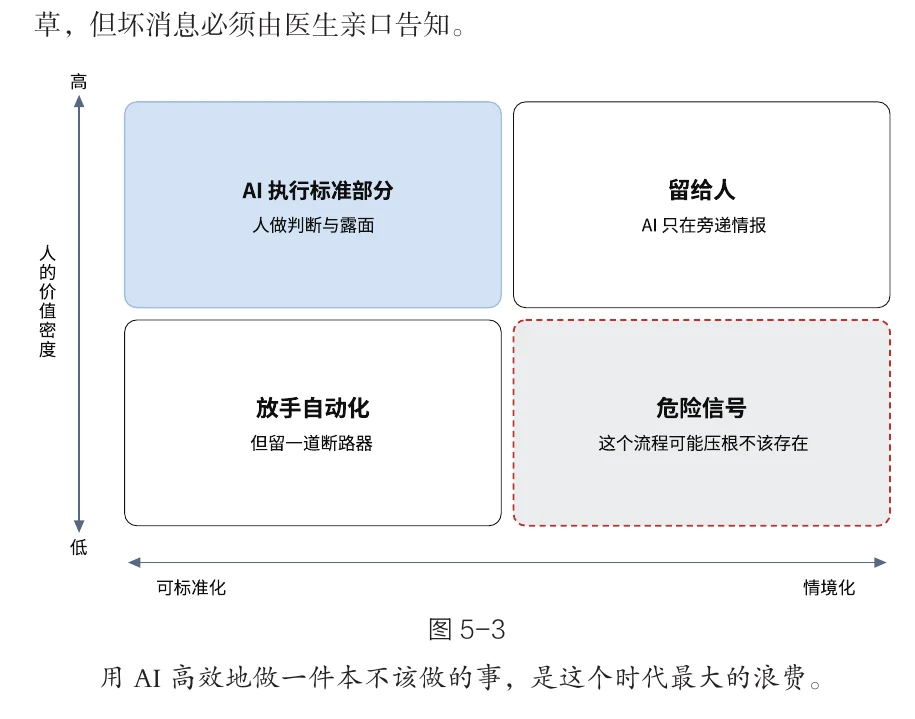 草，但坏消息必须由医生亲口告知。
高
AI 执行标准部分
人做判断与露面
留给人
AI 只在旁递情报
人的价值密度
放手自动化
但留一道断路器
危险信号
这个流程可能压根不该存在
低
可标准化
情境化
图 5-3
用 AI 高效地做一件本不该做的事，是这个时代最大的浪费。